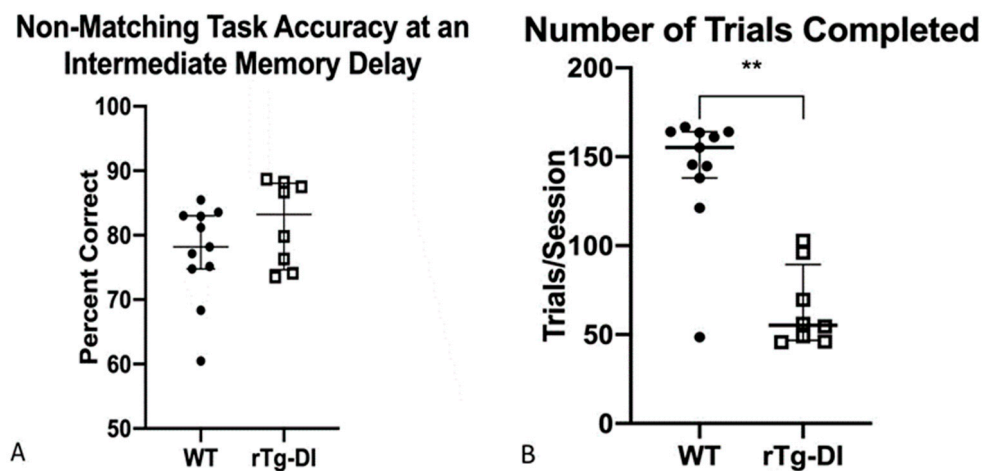 Non-Matching Task Accuracy at an
Intermediate Memory Delay
100
90
80
70
60
50
Percent Correct
WT
rTg-DI
A
Number of Trials Completed
**
200
150
100
50
0
Trials/Session
WT
rTg-DI
B